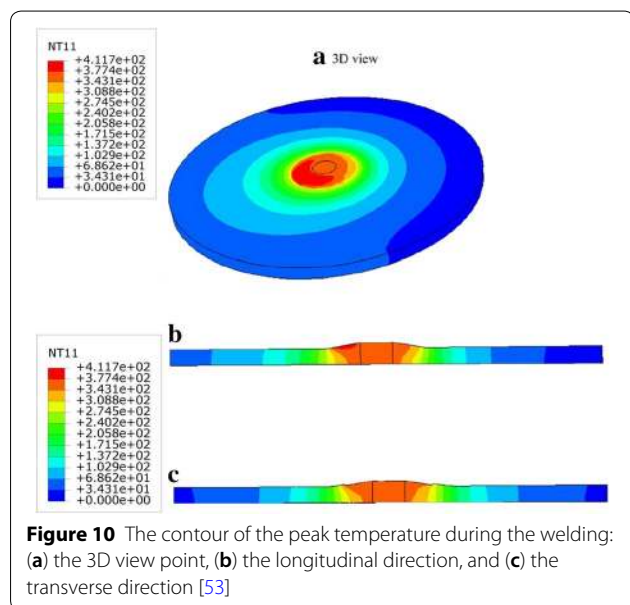 NT11
+4.117e+02
+3.774e+02
+3.431e+02
+3.088e+02
+2.745e+02
+2.402e+02
+2.058e+02
+1.715e+02
+1.372e+02
+1.029e+02
+6.862e+01
+3.431e+01
+0.000e+00
a 3D view
b
NT11
+4.117e+02
+3.774e+02
+3.431e+02
+3.088e+02
+2.745e+02
+2.402e+02
+2.058e+02
+1.715e+02
+1.372e+02
+1.029e+02
+6.862e+01
+3.431e+01
+0.000e+00
c
Figure 10 The contour of the peak temperature during the welding:
(a) the 3D view point, (b) the longitudinal direction, and (c) the
transverse direction [53]